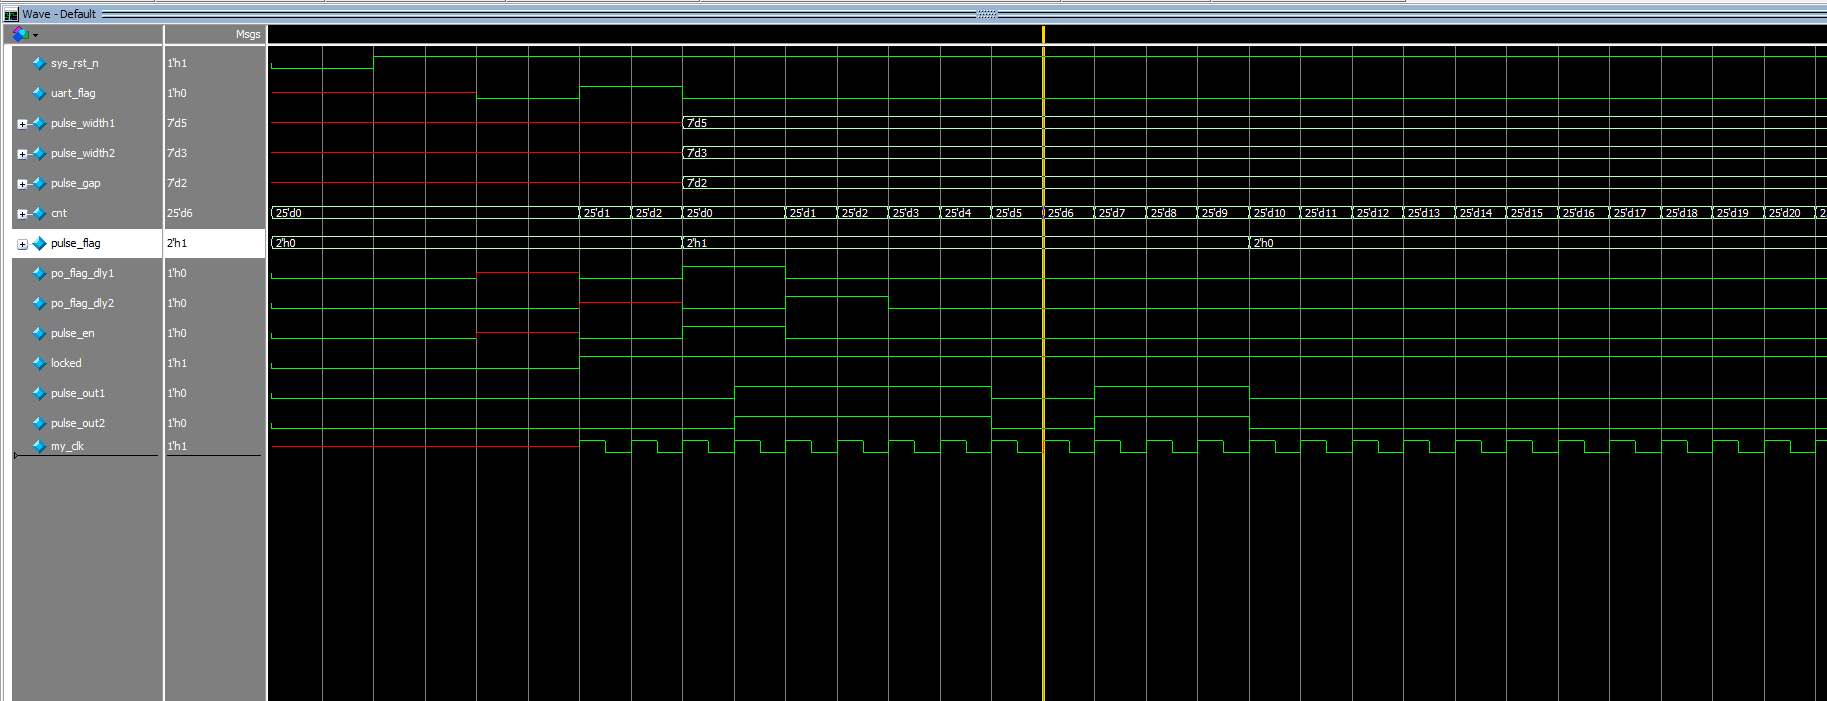 Wave - Default
Msgs
sys_rst_n 1'h1
uart_flag 1'h0
pulse_width1 7'd5 7'd5
pulse_width2 7'd3 7'd3
pulse_gap 7'd2 7'd2
cnt 25'd6 25'd0 25'd1 25'd2 25'd0 25'd1 25'd2 25'd3 25'd4 25'd5 25'd6 25'd7 25'd8 25'd9 25'd10 25'd11 25'd12 25'd13 25'd14 25'd15 25'd16 25'd17 25'd18 25'd19 25'd20 2
pulse_flag 2'h1 2'h0 2'h1 2'h0
po_flag_dly1 1'h0
po_flag_dly2 1'h0
pulse_en 1'h0
locked 1'h1
pulse_out1 1'h0
pulse_out2 1'h0
my_clk 1'h1